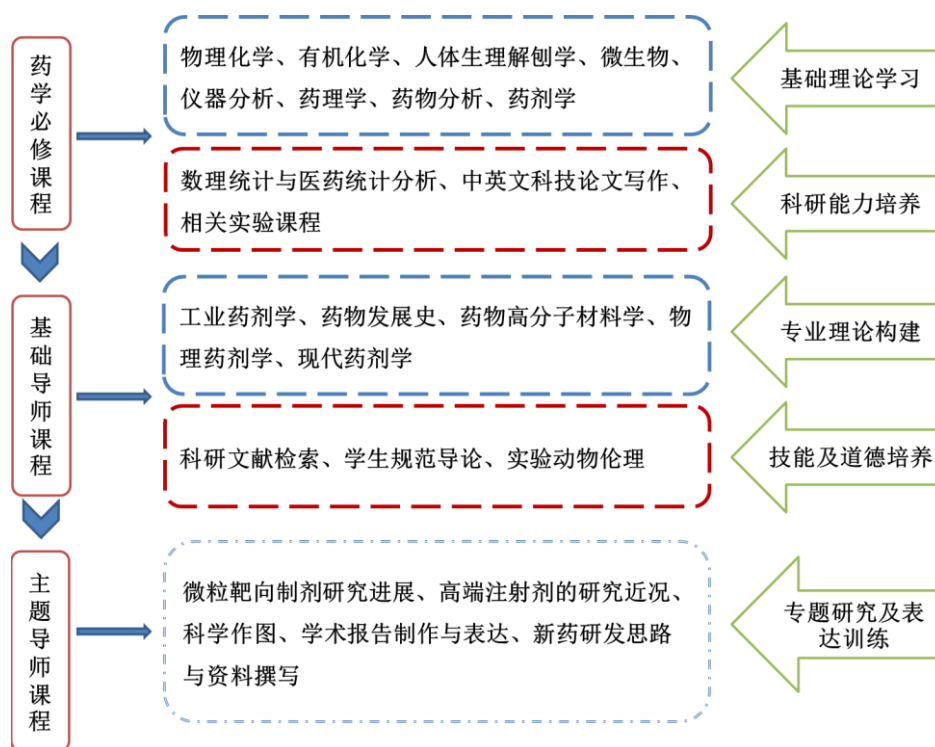 药学必修课程
物理化学、有机化学、人体生理解刨学、微生物、
仪器分析、药理学、药物分析、药剂学
基础理论学习
数理统计与医药统计分析、中英文科技论文写作、
相关实验课程
科研能力培养
基础导师课程
工业药剂学、药物发展史、药物高分子材料学、物
理药剂学、现代药剂学
专业理论构建
科研文献检索、学生规范导论、实验动物伦理
技能及道德培养
主题导师课程
微粒靶向制剂研究进展、高端注射剂的研究近况、
科学作图、学术报告制作与表达、新药研发思路
与资料撰写
专题研究及表
达训练